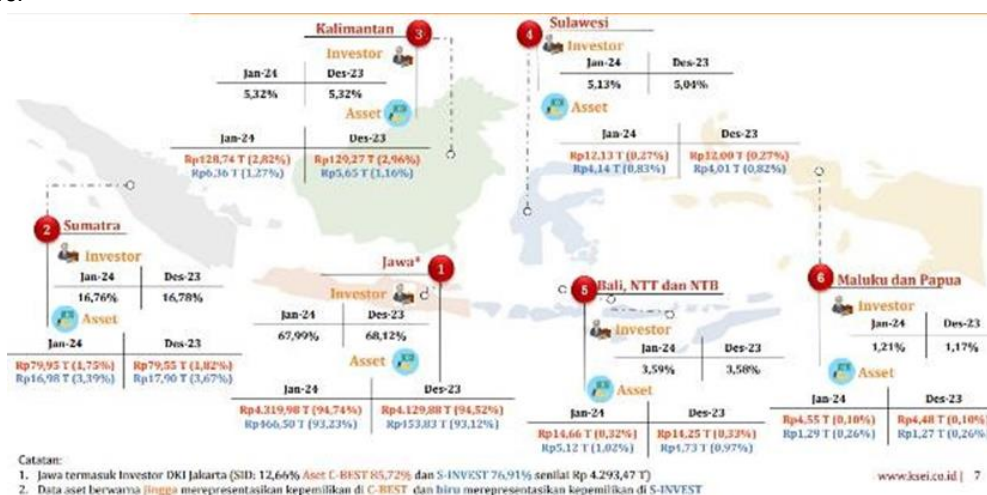 Kalimantan 3
Investor
Jan-24 Des-23
5,32% 5,32%
Asset
Jan-24 Des-23
Rp128,74 T (2,82%) Rp129,27 T (2,96%)
Rp6,36 T (1,27%) Rp5,65 T (1,16%)
4 Sulawesi
Investor
Jan-24 Des-23
5,13% 5,04%
Asset
Jan-24 Des-23
Rp12,13 T (0,27%) Rp12,00 T (0,27%)
Rp4,14 T (0,83%) Rp4,01 T (0,82%)
2 Sumatra
Investor
Jan-24 Des-23
16,76% 16,78%
Asset
Jan-24 Des-23
Rp79,95 T (1,75%) Rp79,55 T (1,82%)
Rp16,98 T (3,39%) Rp17,90 T (3,67%)
Jawa* 1
Investor
Jan-24 Des-23
67,99% 68,12%
Asset
Jan-24 Des-23
Rp4.319,98 T (94,74%) Rp4.129,88 T (94,52%)
Rp466,50 T (93,23%) Rp453,83 T (93,12%)
5 Bali, NTT dan NTB
Investor
Jan-24 Des-23
3,59% 3,58%
Asset
Jan-24 Des-23
Rp14,66 T (0,32%) Rp14,25 T (0,33%)
Rp5,12 T (1,02%) Rp4,73 T (0,97%)
6 Maluku dan Papua
Investor
Jan-24 Des-23
1,21% 1,17%
Asset
Jan-24 Des-23
Rp4,55 T (0,10%) Rp4,48 T (0,10%)
Rp1,29 T (0,26%) Rp1,27 T (0,26%)
Catatan:
1. Jawa termasuk Investor DKI Jakarta (SID: 12,66% Aset C-BEST 85,72% dan S-INVEST 76,91% senilai Rp 4.293,47 T)
2. Data aset berwarna jingga merepresentasikan kepemilikan di C-BEST dan biru merepresentasikan kepemilikan di S-INVEST
www.ksei.co.id | 7